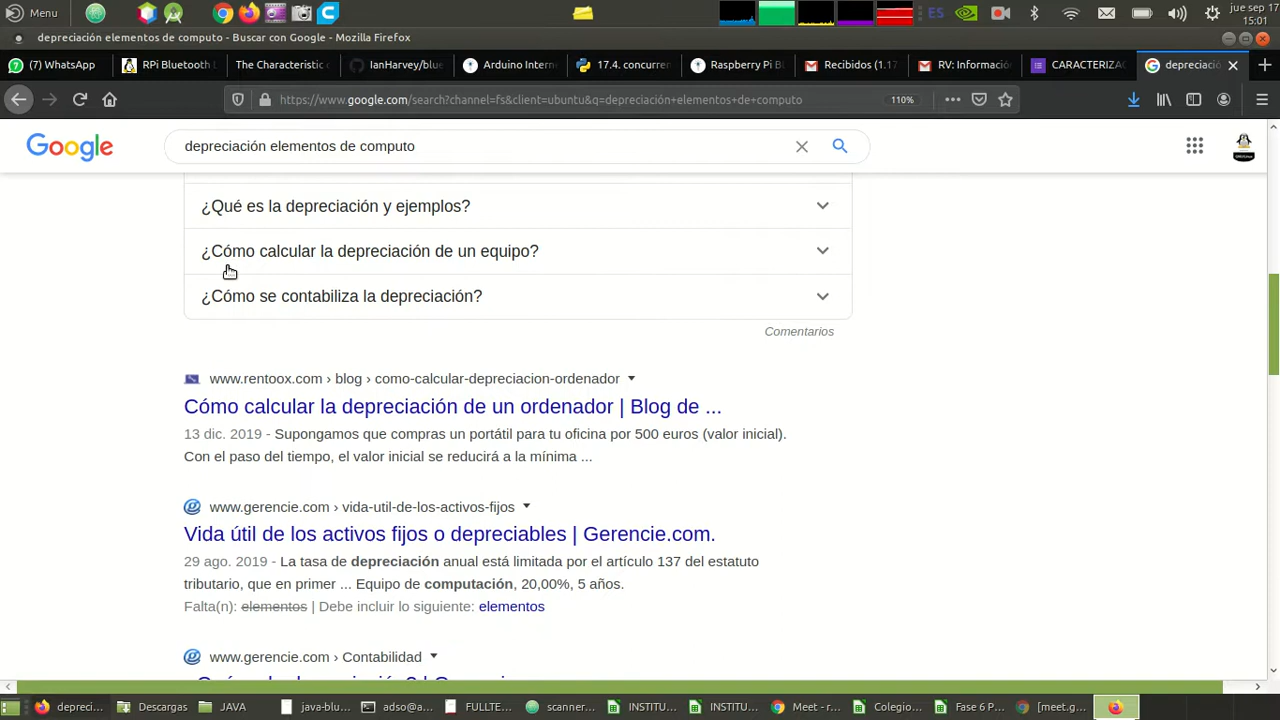 Menu
ES
jue sep 17
15:01
depreciación elementos de computo - Buscar con Google - Mozilla Firefox
(7) WhatsApp
RPi Bluetooth L
The Characteristic c
IanHarvey/blue
Arduino Intern
17.4. concurren
Raspberry Pi Bl
Recibidos (1.17
RV: Informació
CARACTERIZA
depreciació
https://www.google.com/search?channel=fs&client=ubuntu&q=depreciación+elementos+de+computo
110%
Google
depreciación elementos de computo
¿Qué es la depreciación y ejemplos?
¿Cómo calcular la depreciación de un equipo?
¿Cómo se contabiliza la depreciación?
Comentarios
www.rentoox.com › blog › como-calcular-depreciacion-ordenador
Cómo calcular la depreciación de un ordenador | Blog de ...
13 dic. 2019 - Supongamos que compras un portátil para tu oficina por 500 euros (valor inicial).
Con el paso del tiempo, el valor inicial se reducirá a la mínima ...
www.gerencie.com › vida-util-de-los-activos-fijos
Vida útil de los activos fijos o depreciables | Gerencie.com.
29 ago. 2019 - La tasa de depreciación anual está limitada por el artículo 137 del estatuto
tributario, que en primer ... Equipo de computación, 20,00%, 5 años.
Falta(n): elementos | Debe incluir lo siguiente: elementos
www.gerencie.com › Contabilidad
depreci...
Descargas
JAVA
java-blu...
adso@a...
FULLTE...
scanner...
INSTITU...
INSTITU...
Meet - r...
Colegio...
Fase 6 P...
[meet.g...